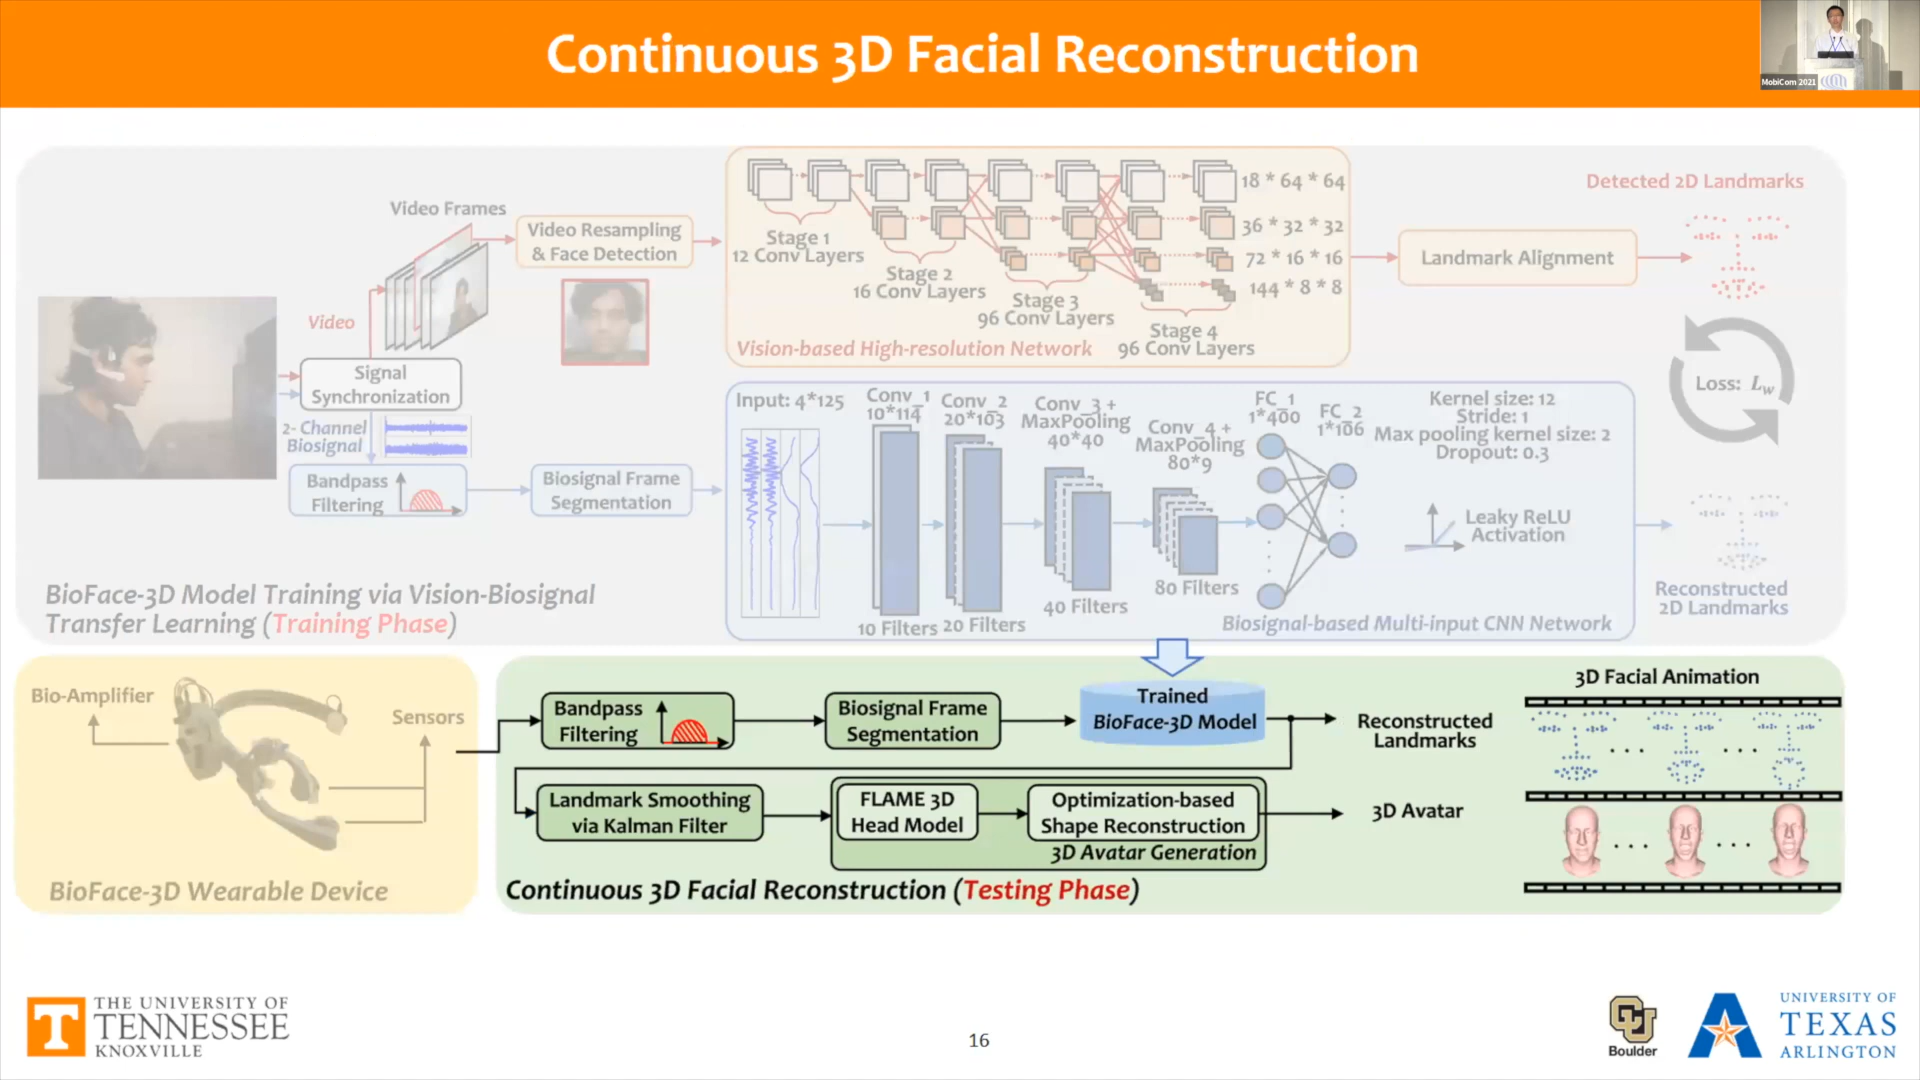 Continuous 3D Facial Reconstruction
MobiCom 2021
Video Frames
Video Resampling
& Face Detection
Video
Signal
Synchronization
2- Channel
Biosignal
Bandpass
Filtering
Biosignal Frame
Segmentation
BioFace-3D Model Training via Vision-Biosignal
Transfer Learning (Training Phase)
Stage 1
12 Conv Layers
Stage 2
16 Conv Layers
Stage 3
96 Conv Layers
Stage 4
96 Conv Layers
18 * 64 * 64
36 * 32 * 32
72 * 16 * 16
144 * 8 * 8
Vision-based High-resolution Network
Landmark Alignment
Detected 2D Landmarks
Loss: Lw
Input: 4*125
Conv_1
10*114
Conv_2
20*103
Conv_3 +
MaxPooling
40*40
Conv_4 +
MaxPooling
80*9
FC_1
1*400
FC_2
1*106
Kernel size: 12
Stride: 1
Max pooling kernel size: 2
Dropout: 0.3
Leaky ReLU
Activation
10 Filters
20 Filters
40 Filters
80 Filters
Biosignal-based Multi-input CNN Network
Reconstructed
2D Landmarks
Bio-Amplifier
Sensors
BioFace-3D Wearable Device
Bandpass
Filtering
Biosignal Frame
Segmentation
Trained
BioFace-3D Model
Reconstructed
Landmarks
3D Facial Animation
Landmark Smoothing
via Kalman Filter
FLAME 3D
Head Model
Optimization-based
Shape Reconstruction
3D Avatar Generation
3D Avatar
Continuous 3D Facial Reconstruction (Testing Phase)
T
THE UNIVERSITY OF
TENNESSEE
KNOXVILLE
16
CU
Boulder
A
UNIVERSITY OF
TEXAS
ARLINGTON